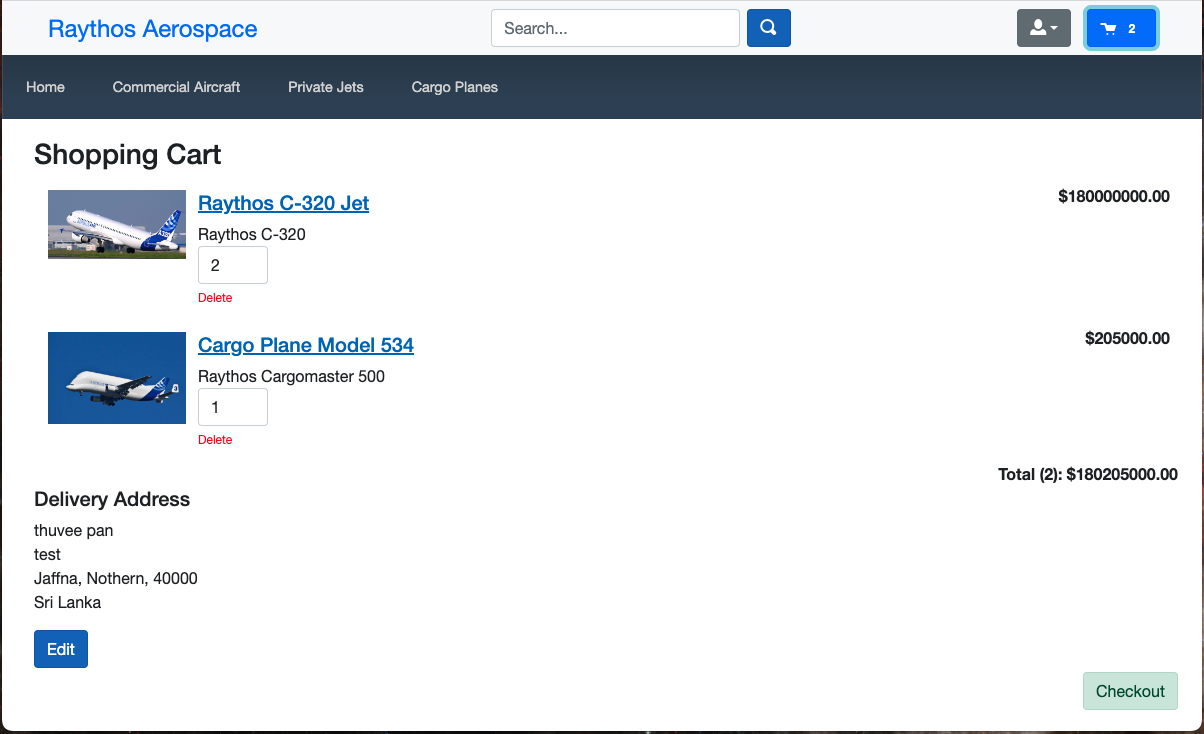 Raythos Aerospace
Search...
2
Home
Commercial Aircraft
Private Jets
Cargo Planes
Shopping Cart
Raythos C-320 Jet
$180000000.00
Raythos C-320
2
Delete
Cargo Plane Model 534
$205000.00
Raythos Cargomaster 500
1
Delete
Total (2): $180205000.00
Delivery Address
thuvee pan
test
Jaffna, Nothern, 40000
Sri Lanka
Edit
Checkout